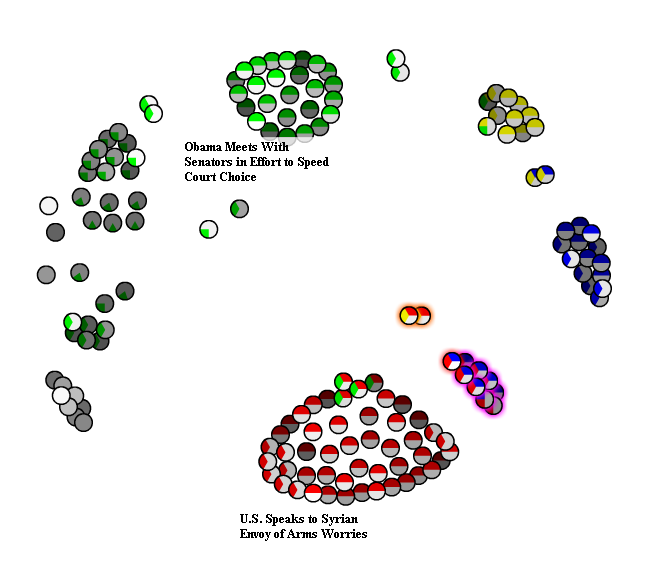 Obama Meets With
Senators in Effort to Speed
Court Choice
U.S. Speaks to Syrian
Envoy of Arms Worries